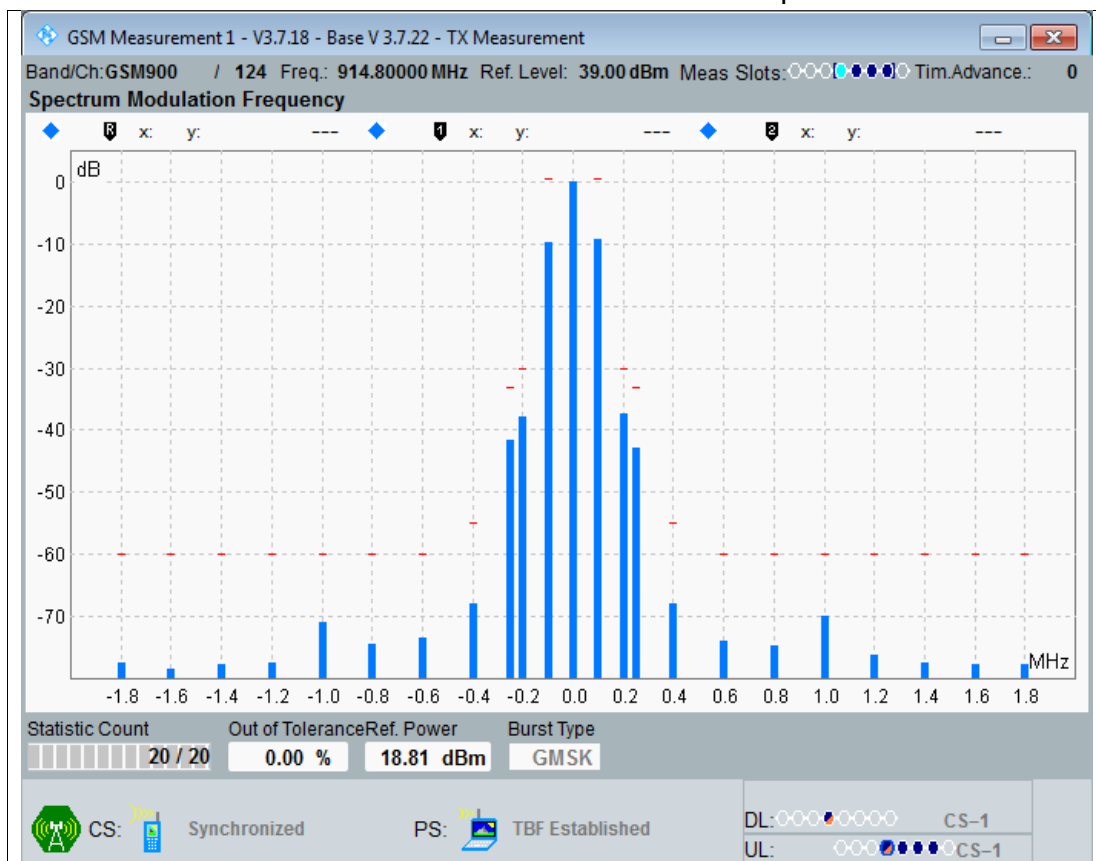 GSM Measurement 1 - V3.7.18 - Base V 3.7.22 - TX Measurement
Band/Ch:GSM900 / 124 Freq.: 914.80000 MHz Ref. Level: 39.00 dBm Meas Slots: Tim.Advance.: 0
Spectrum Modulation Frequency
R x: y: --- 1 x: y: --- 2 x: y: ---
dB
0
-10
-20
-30
-40
-50
-60
-70
MHz
-1.8 -1.6 -1.4 -1.2 -1.0 -0.8 -0.6 -0.4 -0.2 0.0 0.2 0.4 0.6 0.8 1.0 1.2 1.4 1.6 1.8
Statistic Count Out of Tolerance Ref. Power Burst Type
20 / 20 0.00 % 18.81 dBm GMSK
CS: Synchronized PS: TBF Established
DL: CS-1
UL: CS-1